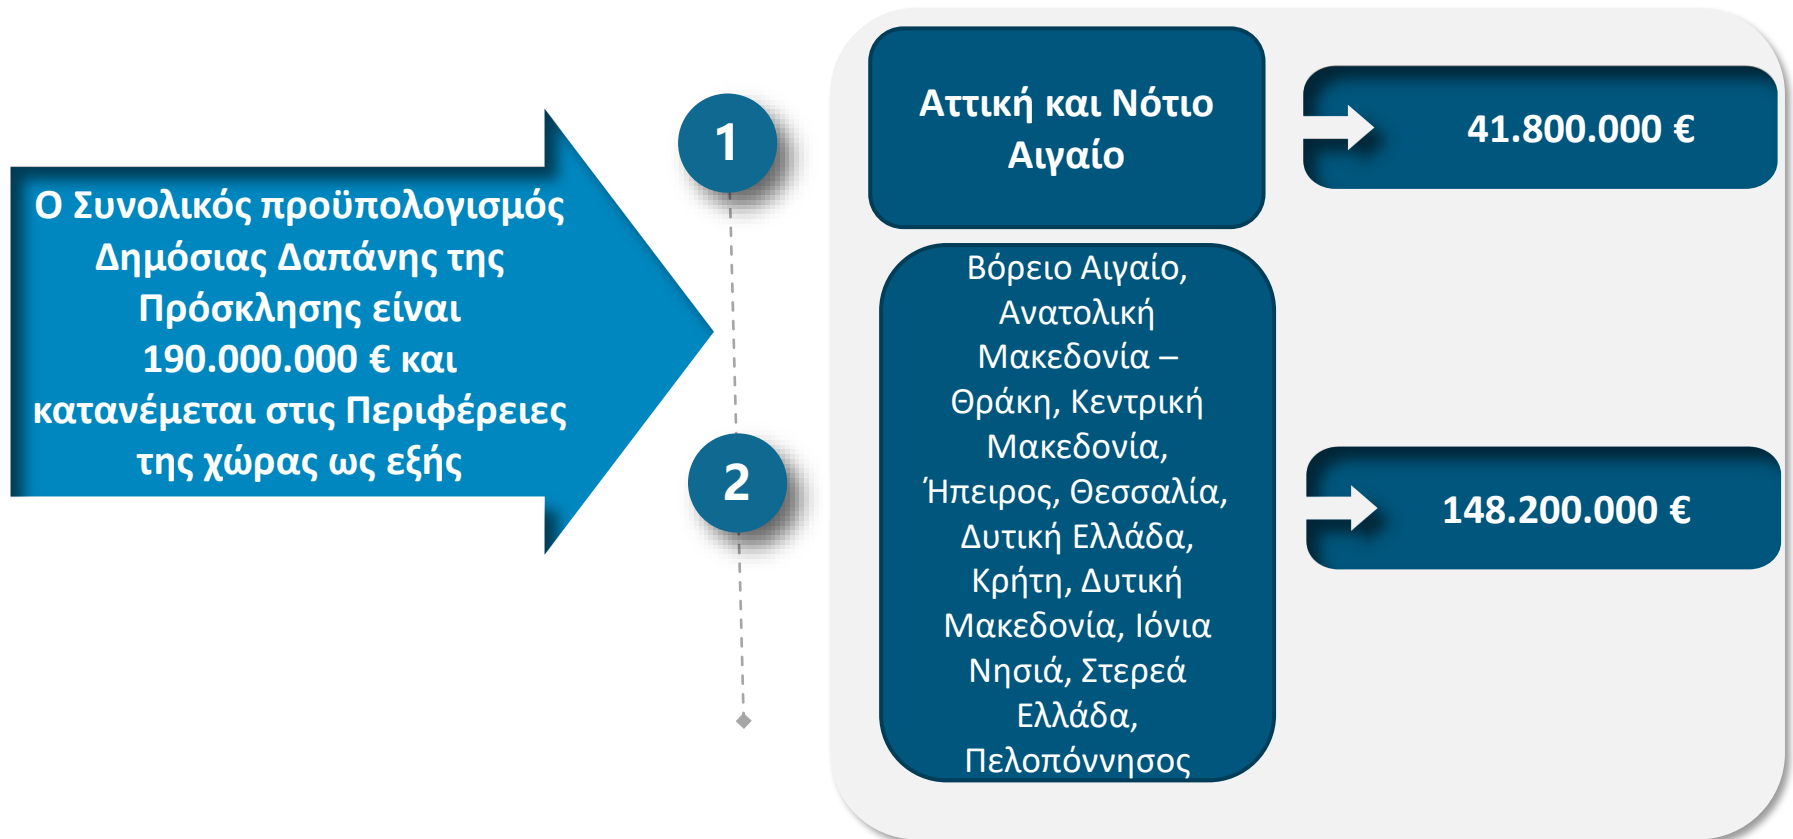 Ο Συνολικός προϋπολογισμός
Δημόσιας Δαπάνης της
Πρόσκλησης είναι
190.000.000 € και
κατανέμεται στις Περιφέρειες
της χώρας ως εξής
1
Αττική και Νότιο
Αιγαίο
41.800.000 €
2
Βόρειο Αιγαίο,
Ανατολική
Μακεδονία –
Θράκη, Κεντρική
Μακεδονία,
Ήπειρος, Θεσσαλία,
Δυτική Ελλάδα,
Κρήτη, Δυτική
Μακεδονία, Ιόνια
Νησιά, Στερεά
Ελλάδα,
Πελοπόννησος
148.200.000 €